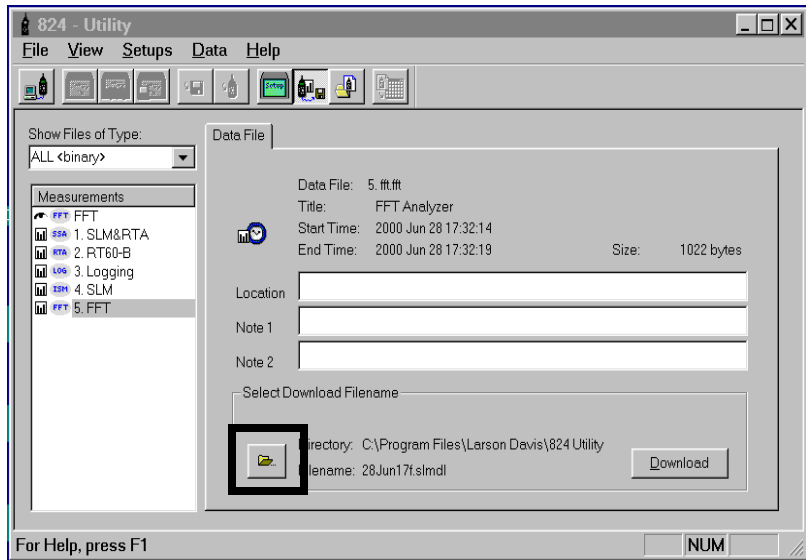 824 - Utility
File View Setups Data Help
Setup
Show Files of Type:
ALL <binary>
Measurements
FFT FFT
SSA 1. SLM&RTA
RTA 2. RT60-B
LOG 3. Logging
ISM 4. SLM
FFT 5. FFT
Data File
Data File: 5. fft.fft
Title: FFT Analyzer
Start Time: 2000 Jun 28 17:32:14
End Time: 2000 Jun 28 17:32:19 Size: 1022 bytes
Location
Note 1
Note 2
Select Download Filename
Directory: C:\Program Files\Larson Davis\824 Utility
Filename: 28Jun17f.slmdl
Download
For Help, press F1 NUM